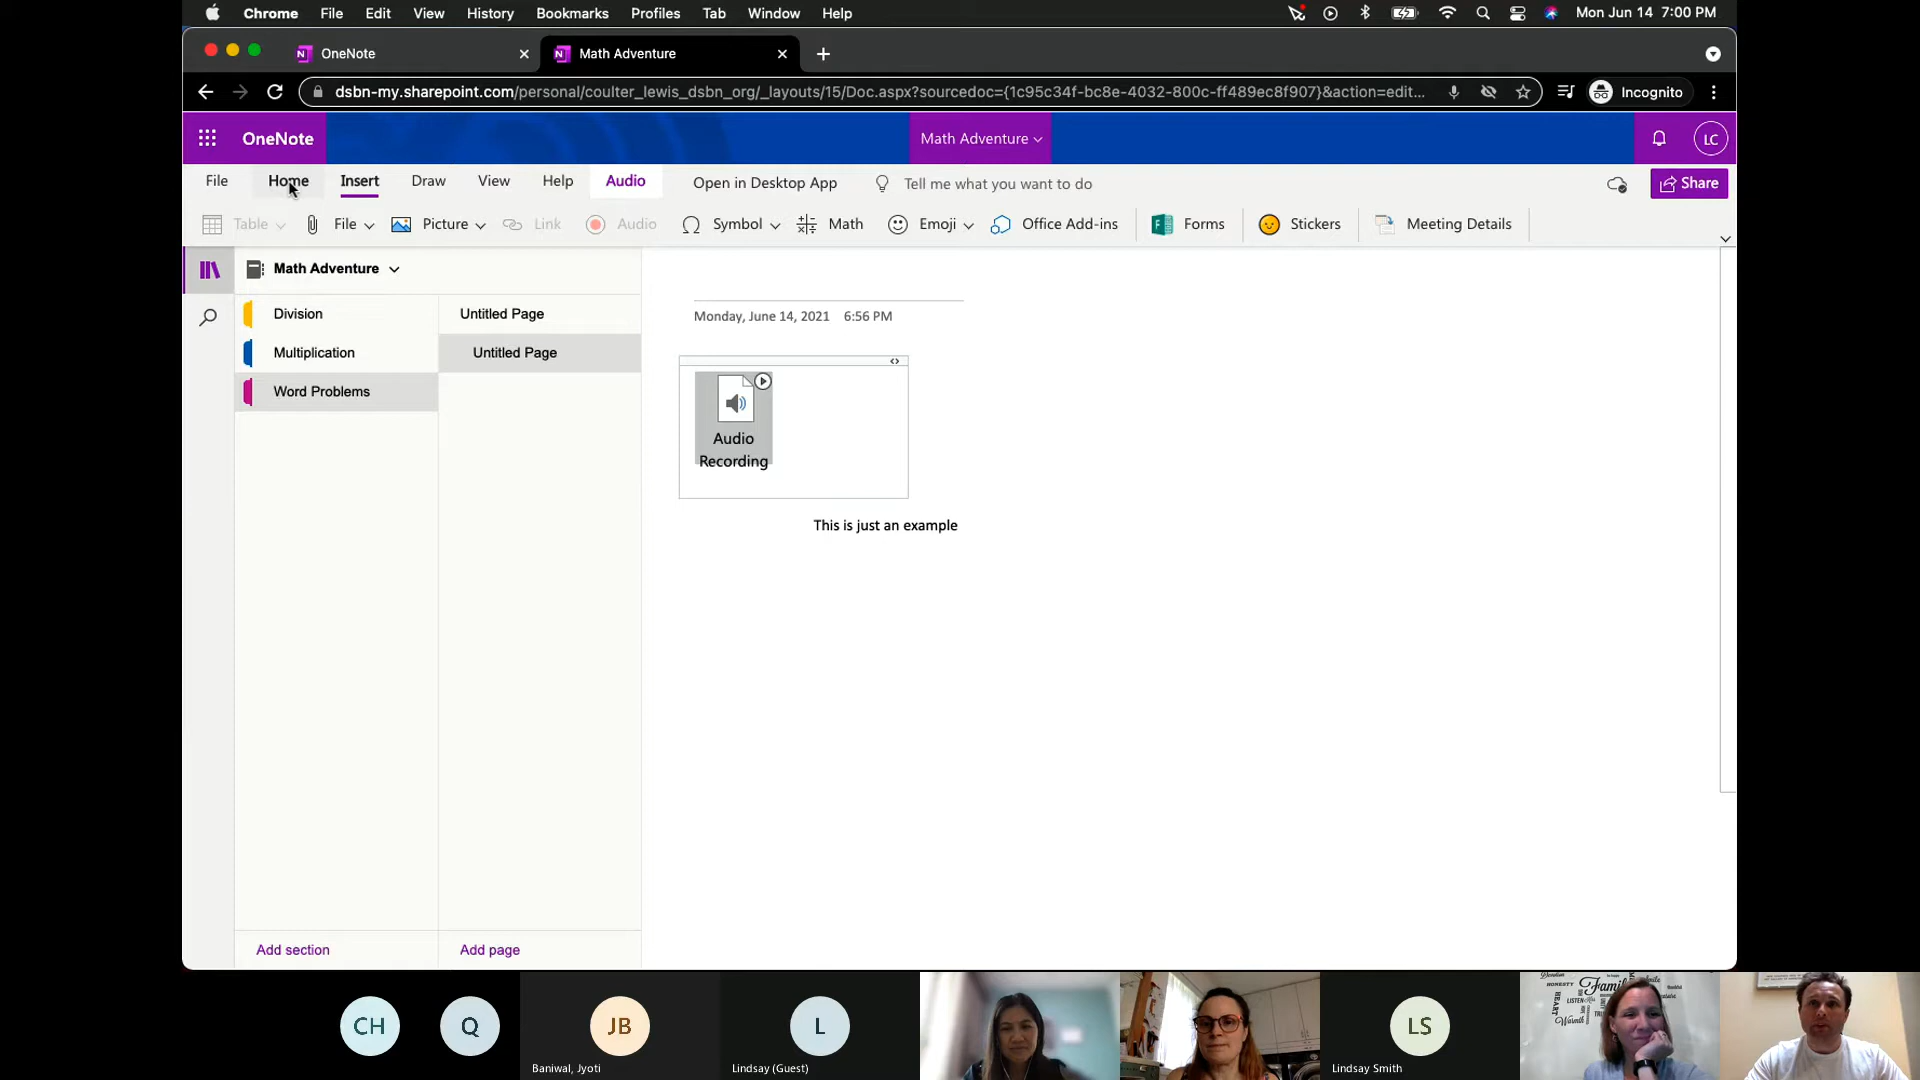 Chrome File Edit View History Bookmarks Profiles Tab Window Help Mon Jun 14 7:00 PM
OneNote Math Adventure
dsbn-my.sharepoint.com/personal/coulter_lewis_dsbn_org/_layouts/15/Doc.aspx?sourcedoc={1c95c34f-bc8e-4032-800c-ff489ec8f907}&action=edit... Incognito
OneNote Math Adventure LC
File Home Insert Draw View Help Audio Open in Desktop App Tell me what you want to do Share
Table File Picture Link Audio Symbol Math Emoji Office Add-ins Forms Stickers Meeting Details
Math Adventure
Division
Multiplication
Word Problems
Untitled Page
Untitled Page
Monday, June 14, 2021 6:56 PM
Audio
Recording
This is just an example
Add section Add page
CH Q JB L LS
Baniwal, Jyoti Lindsay (Guest) Lindsay Smith
HONESTY
Family
HEART
LISTEN
Warmth